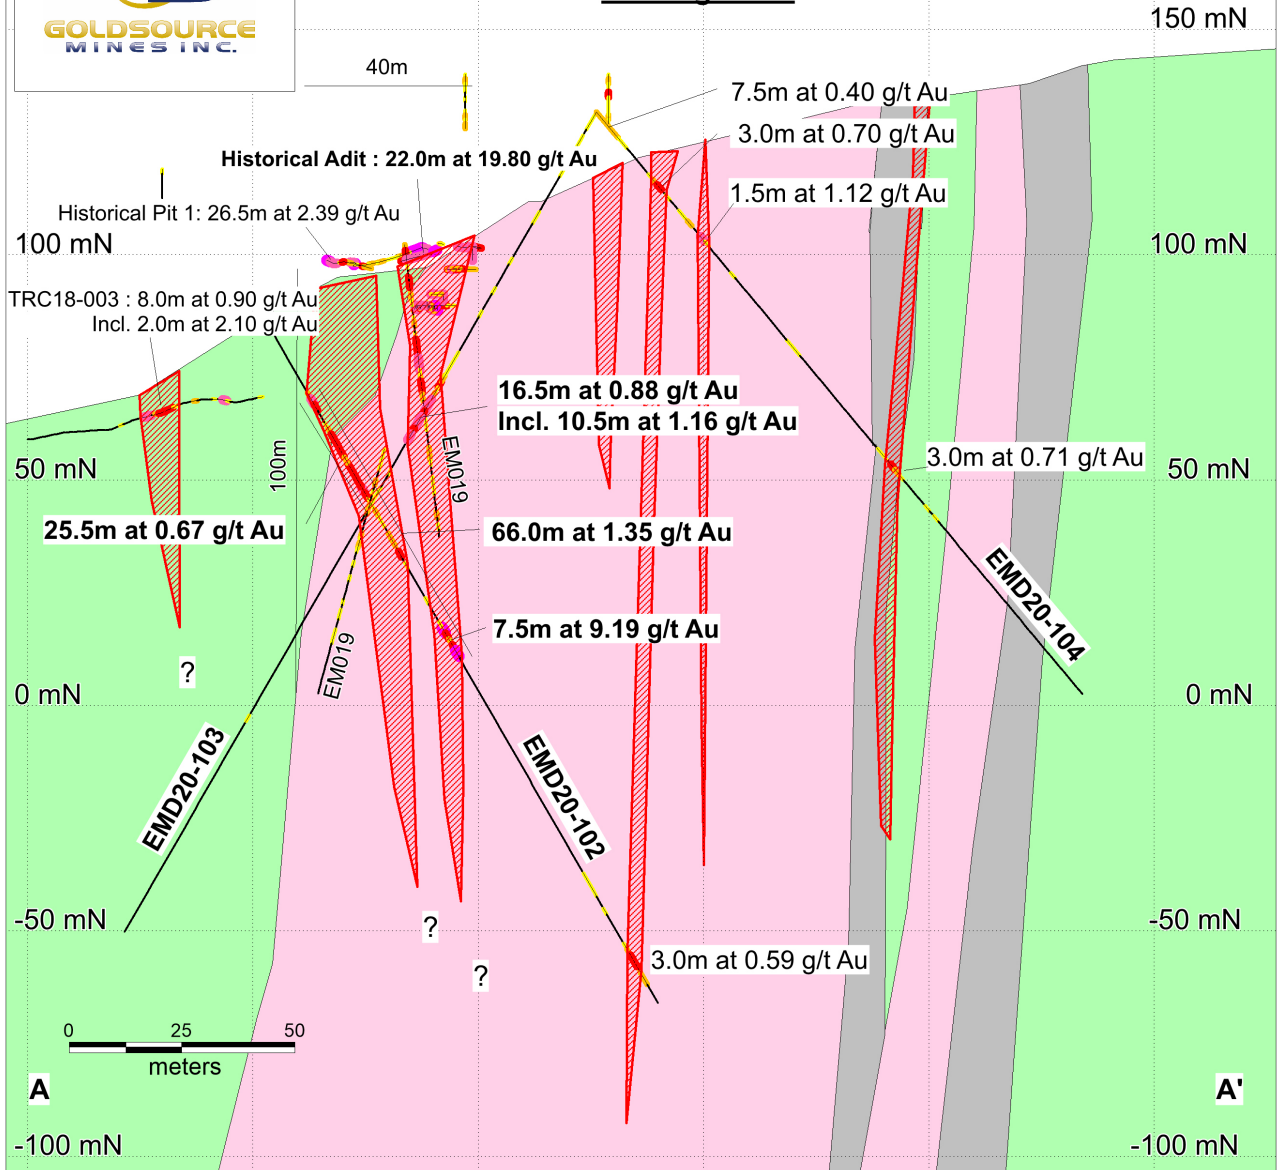 GOLDSOURCE
MINES INC.
150 mN
40m
7.5m at 0.40 g/t Au
3.0m at 0.70 g/t Au
Historical Adit : 22.0m at 19.80 g/t Au
1.5m at 1.12 g/t Au
Historical Pit 1: 26.5m at 2.39 g/t Au
100 mN
100 mN
TRC18-003 : 8.0m at 0.90 g/t Au
Incl. 2.0m at 2.10 g/t Au
16.5m at 0.88 g/t Au
Incl. 10.5m at 1.16 g/t Au
100m
EM019
50 mN
3.0m at 0.71 g/t Au
50 mN
25.5m at 0.67 g/t Au
66.0m at 1.35 g/t Au
EMD20-104
7.5m at 9.19 g/t Au
EM019
?
0 mN
0 mN
EMD20-103
EMD20-102
-50 mN
?
-50 mN
?
3.0m at 0.59 g/t Au
0 25 50
meters
A
A'
-100 mN
-100 mN